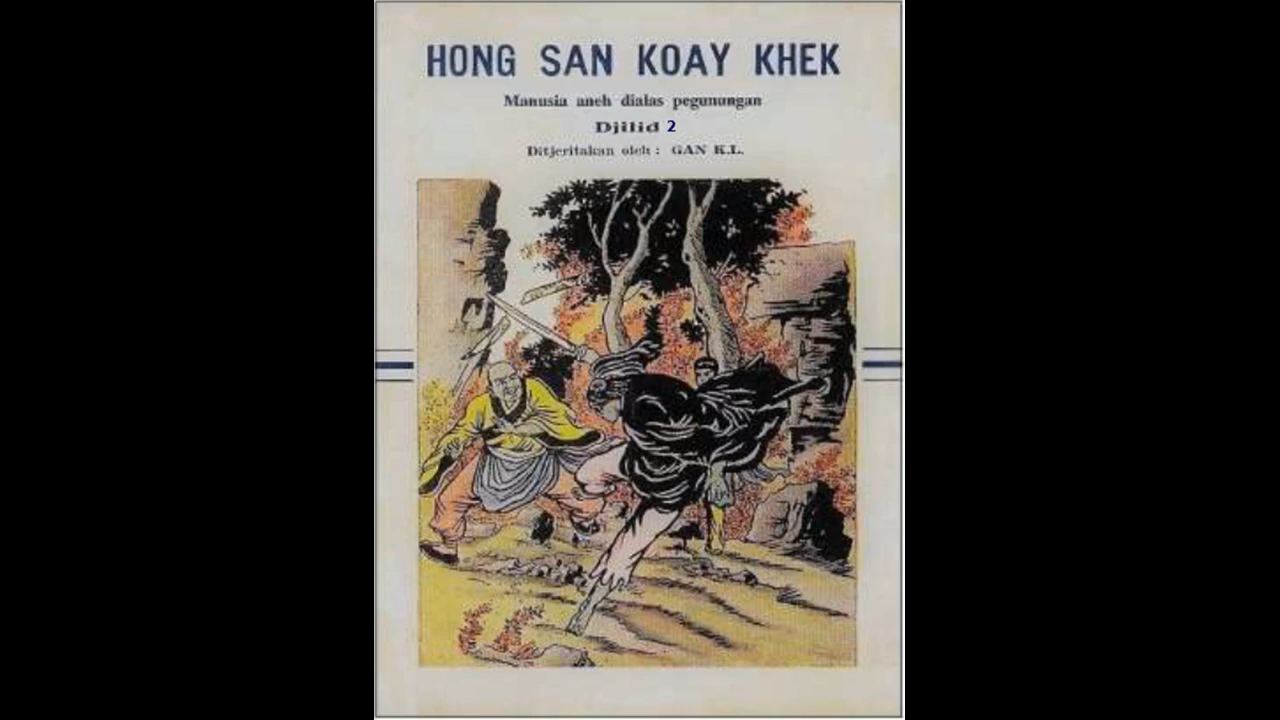 HONG SAN KOAY KHEK
Manusia aneh dialas pegunungan
Djilid 2
Ditjeritakan oleh : GAN K.L.